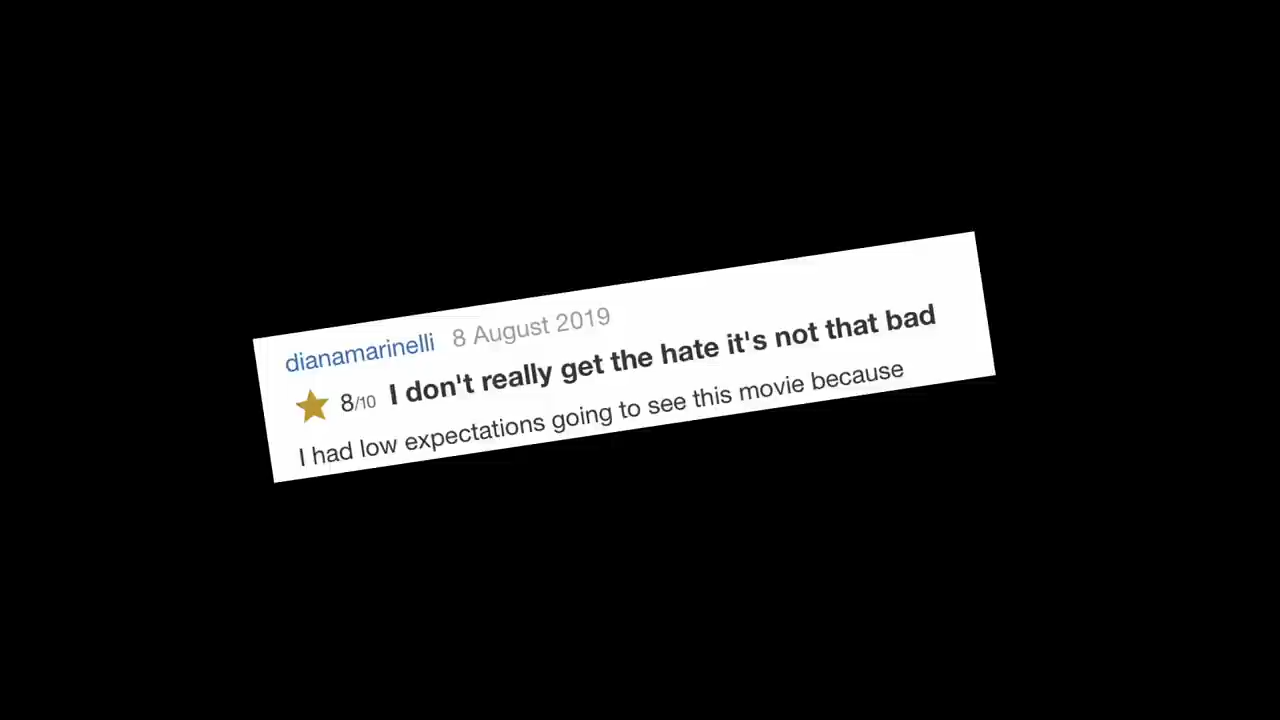 dianamarinelli 8 August 2019
8/10 I don't really get the hate it's not that bad
I had low expectations going to see this movie because